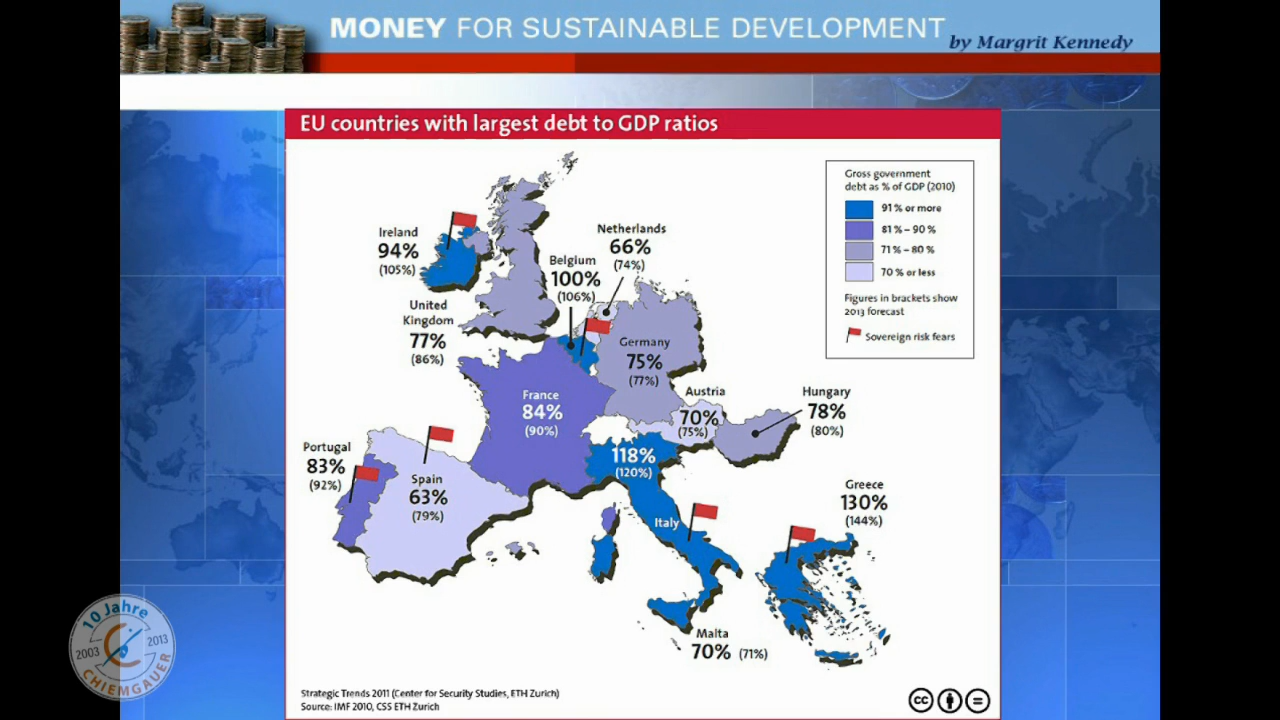 MONEY FOR SUSTAINABLE DEVELOPMENT
by Margrit Kennedy
EU countries with largest debt to GDP ratios
Gross government
debt as % of GDP (2010)
91 % or more
81 % – 90 %
71 % – 80 %
70 % or less
Figures in brackets show
2013 forecast
Sovereign risk fears
Ireland
94%
(105%)
United
Kingdom
77%
(86%)
Netherlands
66%
(74%)
Belgium
100%
(106%)
Germany
75%
(77%)
France
84%
(90%)
Austria
70%
(75%)
Hungary
78%
(80%)
Portugal
83%
(92%)
Spain
63%
(79%)
118%
(120%)
Italy
Greece
130%
(144%)
Malta
70% (71%)
10 Jahre
2003
2013
CHIEMGAUER
Strategic Trends 2011 (Center for Security Studies, ETH Zurich)
Source: IMF 2010, CSS ETH Zurich
cc